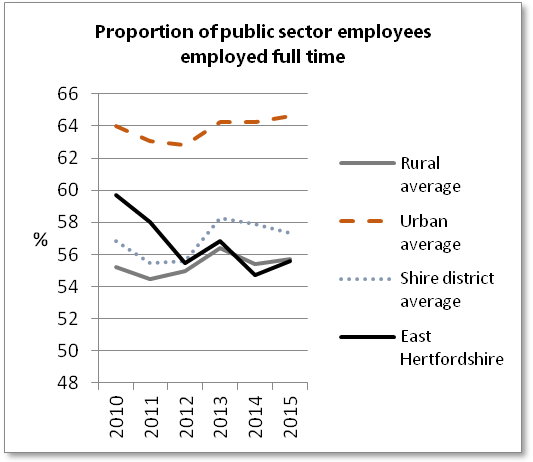 Proportion of public sector employees
employed full time
66
64
62
60
58
56
54
52
50
48
%
2010
2011
2012
2013
2014
2015
Rural
average
Urban
average
Shire district
average
East
Hertfordshire